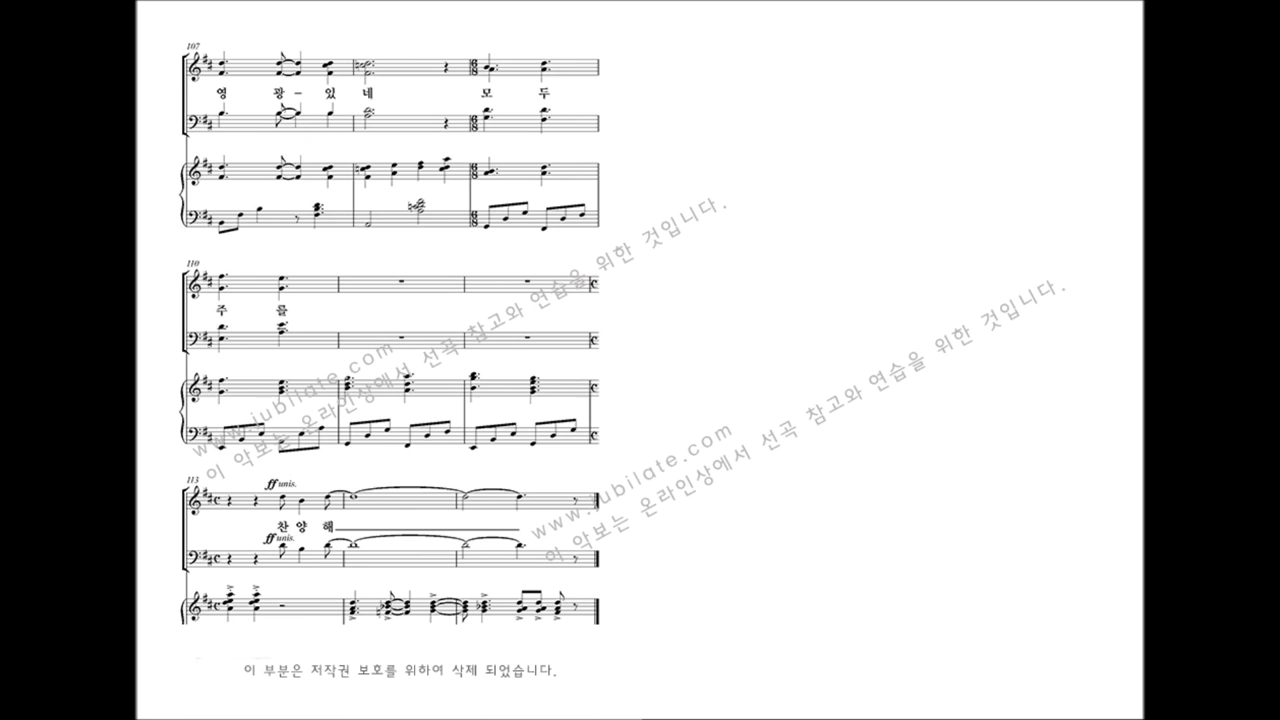 107
영 광 - 있 네 모 두
110
주 를
113
ff unis.
찬 양 해
ff unis.
www.jubilate.com
이 악보는 온라인상에서 선곡 참고와 연습을 위한 것입니다.
www.jubilate.com
이 악보는 온라인상에서 선곡 참고와 연습을 위한 것입니다.
이 부분은 저작권 보호를 위하여 삭제 되었습니다.